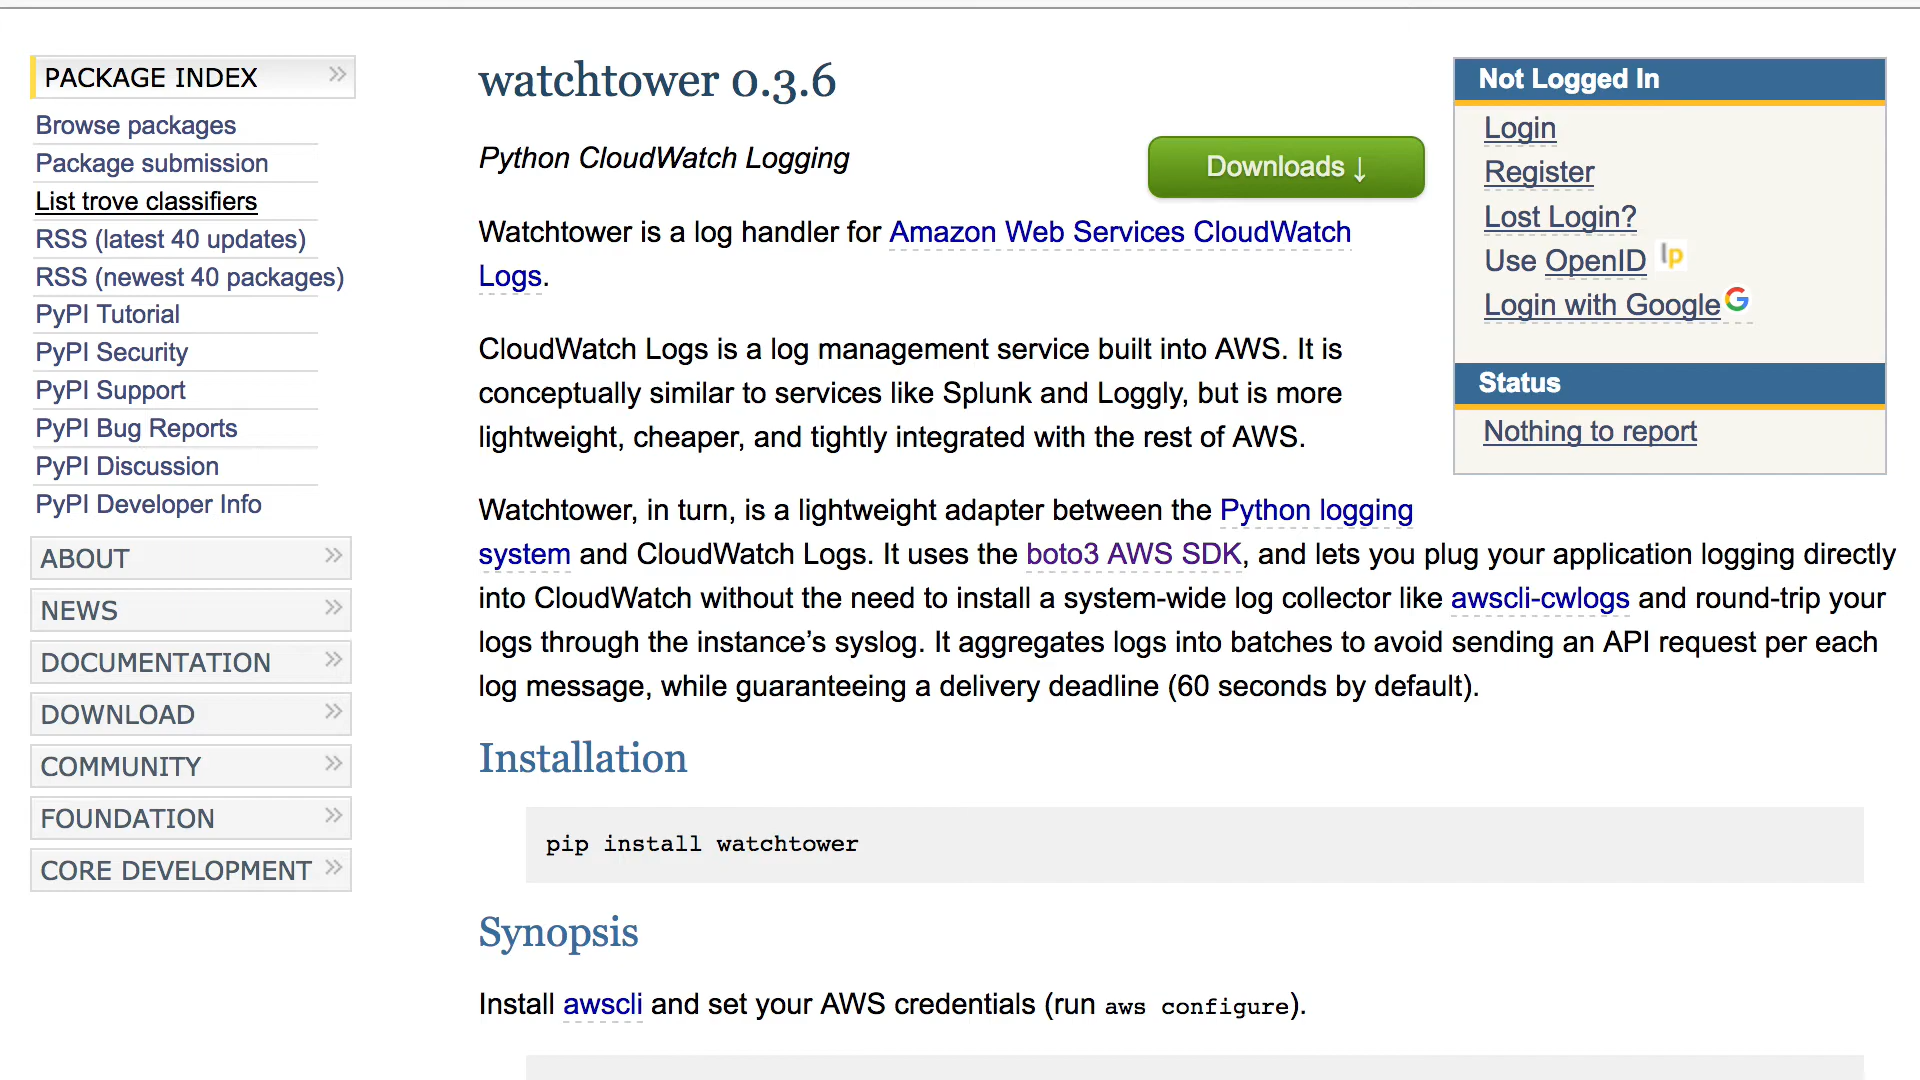 PACKAGE INDEX »
Browse packages
Package submission
List trove classifiers
RSS (latest 40 updates)
RSS (newest 40 packages)
PyPI Tutorial
PyPI Security
PyPI Support
PyPI Bug Reports
PyPI Discussion
PyPI Developer Info
ABOUT »
NEWS »
DOCUMENTATION »
DOWNLOAD »
COMMUNITY »
FOUNDATION »
CORE DEVELOPMENT »
watchtower 0.3.6
Python CloudWatch Logging
Downloads ↓
Watchtower is a log handler for Amazon Web Services CloudWatch
Logs.
CloudWatch Logs is a log management service built into AWS. It is
conceptually similar to services like Splunk and Loggly, but is more
lightweight, cheaper, and tightly integrated with the rest of AWS.
Watchtower, in turn, is a lightweight adapter between the Python logging
system and CloudWatch Logs. It uses the boto3 AWS SDK, and lets you plug your application logging directly
into CloudWatch without the need to install a system-wide log collector like awscli-cwlogs and round-trip your
logs through the instance’s syslog. It aggregates logs into batches to avoid sending an API request per each
log message, while guaranteeing a delivery deadline (60 seconds by default).
Installation
pip install watchtower
Synopsis
Install awscli and set your AWS credentials (run aws configure).
Not Logged In
Login
Register
Lost Login?
Use OpenID lp
Login with Google G
Status
Nothing to report